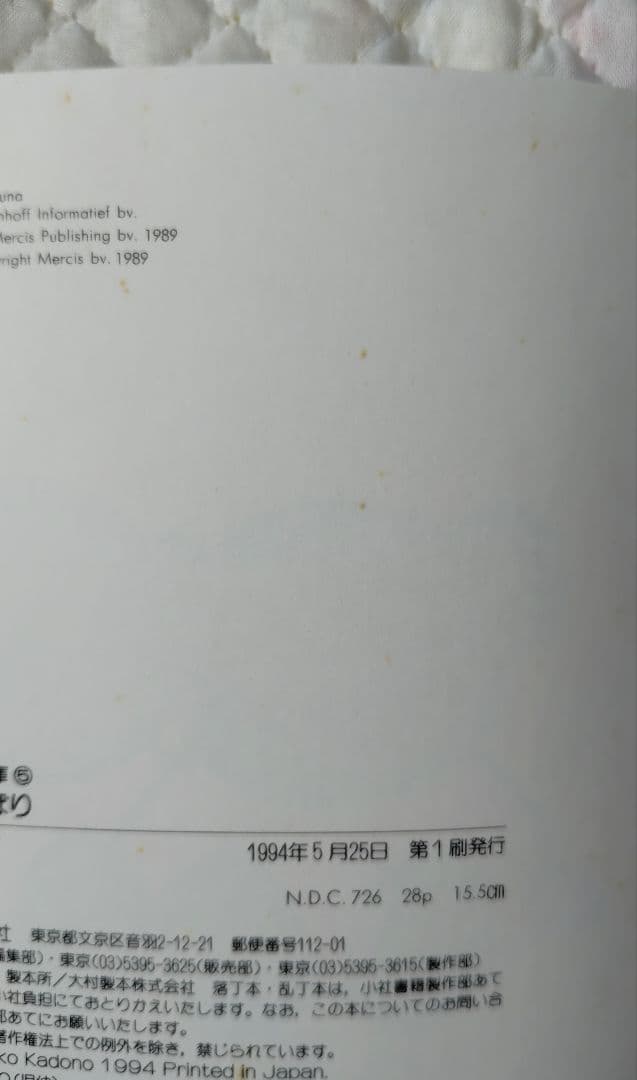 una
nhoff Informatief bv.
Mercis Publishing bv. 1989
right Mercis bv. 1989
庫⑤
ばり
1994年5月25日 第1刷発行
N.D.C. 726 28p 15.5cm
社 東京都文京区音羽2-12-21 郵便番号112-01
編集部)・東京(03)5395-3625(販売部)・東京(03)5395-3615(製作部)
製本所/大村製本株式会社 落丁本・乱丁本は,小社書籍製作部あて
小社負担にておとりかえいたします。なお,この本についてのお問い合
部あてにお願いいたします。
著作権法上での例外を除き,禁じられています。
ko Kadono 1994 Printed in Japan.